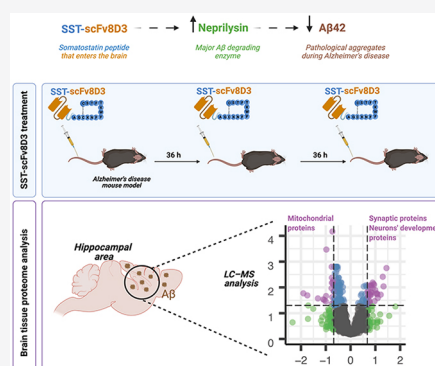 SST-scFv8D3 Neprilysin Aβ42
Somatostatin peptide
that enters the brain
Major Aβ degrading
enzyme
Pathological aggregates
during Alzheimer's disease
SST-scFv8D3 treatment
SST-scFv8D3 SST-scFv8D3 SST-scFv8D3
36 h 36 h
Alzheimer's disease
mouse model
Brain tissue proteome analysis
Hippocampal
area
Aβ
LC–MS
analysis
Mitochondrial
proteins
Synaptic proteins
Neurons' developme
proteins
4
3
2
1
0
−2 −1 0 1 2